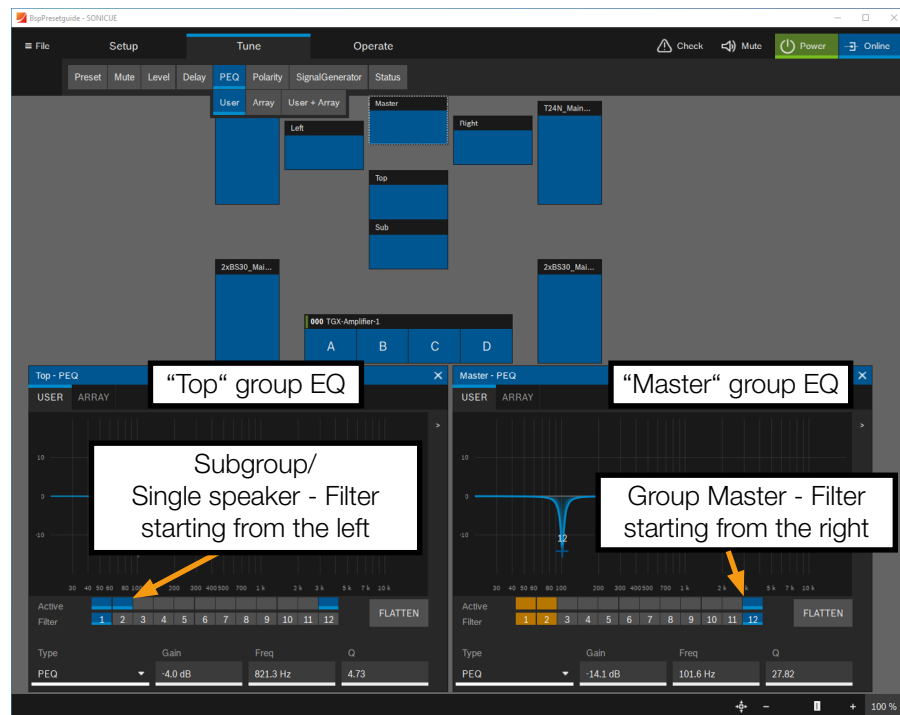 BspPresetguide - SONICUE
≡ File Setup Tune Operate Check Mute Power Online
Preset Mute Level Delay PEQ Polarity SignalGenerator Status
User Array User + Array
Master
T24N_Main...
Left
Right
Top
Sub
2xBS30_Mai...
2xBS30_Mai...
000 TGX-Amplifier-1
A B C D
Top - PEQ
“Top“ group EQ
USER ARRAY
10
0
-10
Subgroup/
Single speaker - Filter
starting from the left
30 40 50 60 80 100 200 300 400 500 700 1 k 2 k 3 k 5 k 7 k 10 k
Active
Filter 1 2 3 4 5 6 7 8 9 10 11 12 FLATTEN
Type Gain Freq Q
PEQ -4.0 dB 821.3 Hz 4.73
Master - PEQ
“Master“ group EQ
USER ARRAY
10
0
-10
12
Group Master - Filter
starting from the right
30 40 50 60 80 100 200 300 400 500 700 1 k 2 k 5 k 7 k 10 k
Active
Filter 1 2 3 4 5 6 7 8 9 10 11 12 FLATTEN
Type Gain Freq Q
PEQ -14.1 dB 101.6 Hz 27.82
100 %